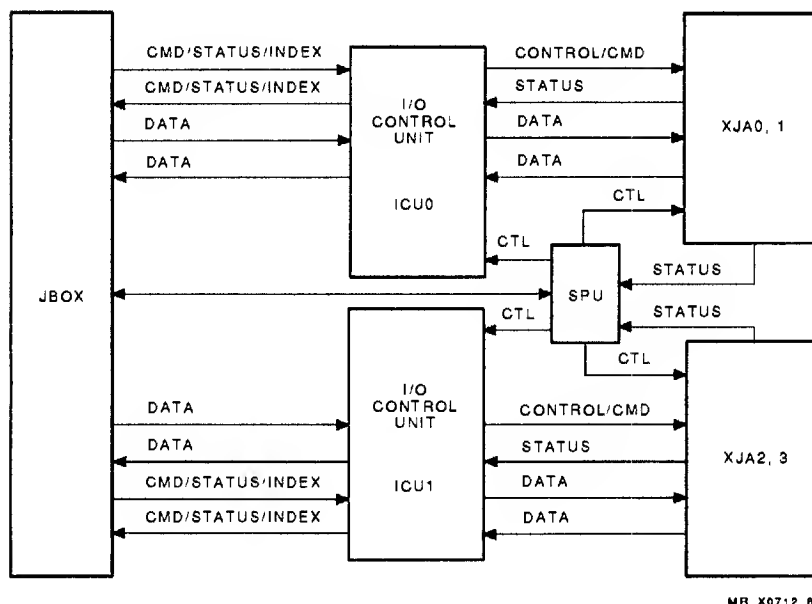 CMD/STATUS/INDEX
CMD/STATUS/INDEX
DATA
DATA
I/O
CONTROL
UNIT
ICU0
CONTROL/CMD
STATUS
DATA
DATA
XJA0, 1
CTL
CTL
STATUS
JBOX
SPU
STATUS
CTL
CTL
DATA
DATA
CMD/STATUS/INDEX
CMD/STATUS/INDEX
I/O
CONTROL
UNIT
ICU1
CONTROL/CMD
STATUS
DATA
DATA
XJA2, 3
MR X0712